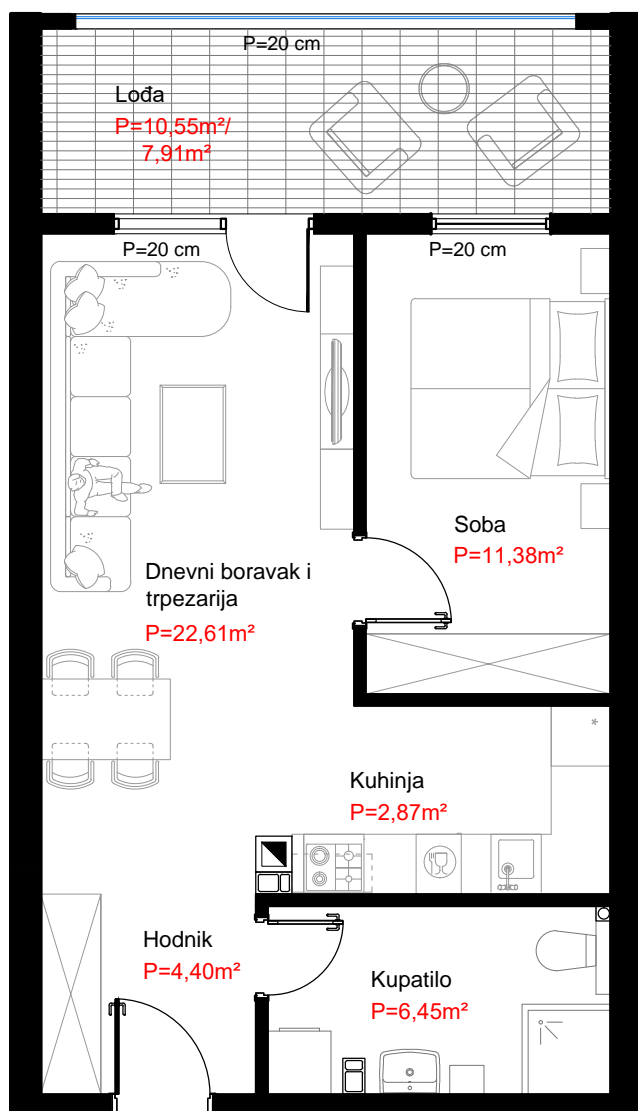 P=20 cm
Lođa
P=10,55m²/
7,91m²
P=20 cm
P=20 cm
Soba
P=11,38m²
Dnevni boravak i
trpezarija
P=22,61m²
Kuhinja
P=2,87m²
Hodnik
P=4,40m²
Kupatilo
P=6,45m²